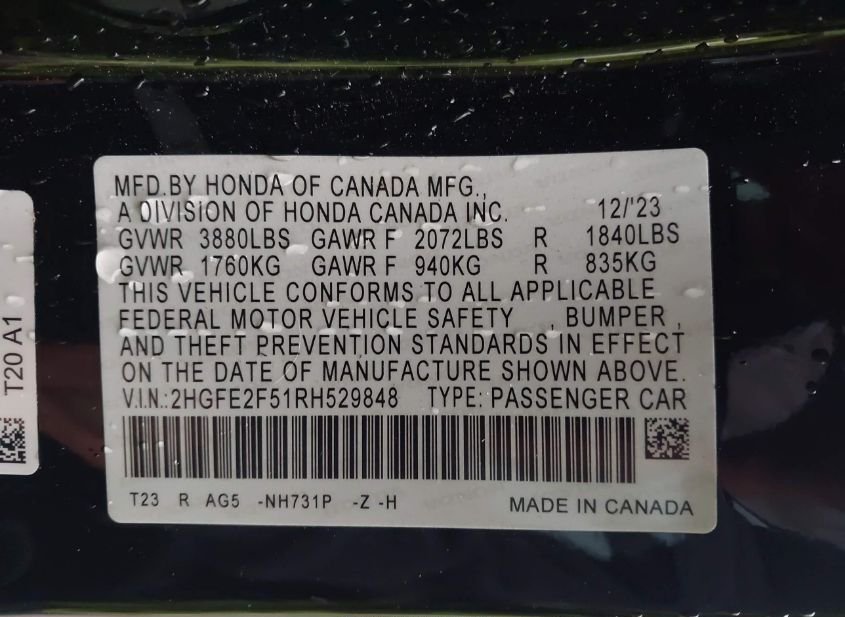 MFD.BY HONDA OF CANADA MFG.,
A DIVISION OF HONDA CANADA INC. 12/'23
GVWR 3880LBS GAWR F 2072LBS R 1840LBS
GVWR 1760KG GAWR F 940KG R 835KG
THIS VEHICLE CONFORMS TO ALL APPLICABLE
FEDERAL MOTOR VEHICLE SAFETY , BUMPER ,
AND THEFT PREVENTION STANDARDS IN EFFECT
ON THE DATE OF MANUFACTURE SHOWN ABOVE.
V.I.N.:2HGFE2F51RH529848 TYPE: PASSENGER CAR
T23 R AG5 -NH731P -Z -H MADE IN CANADA
T20 A1